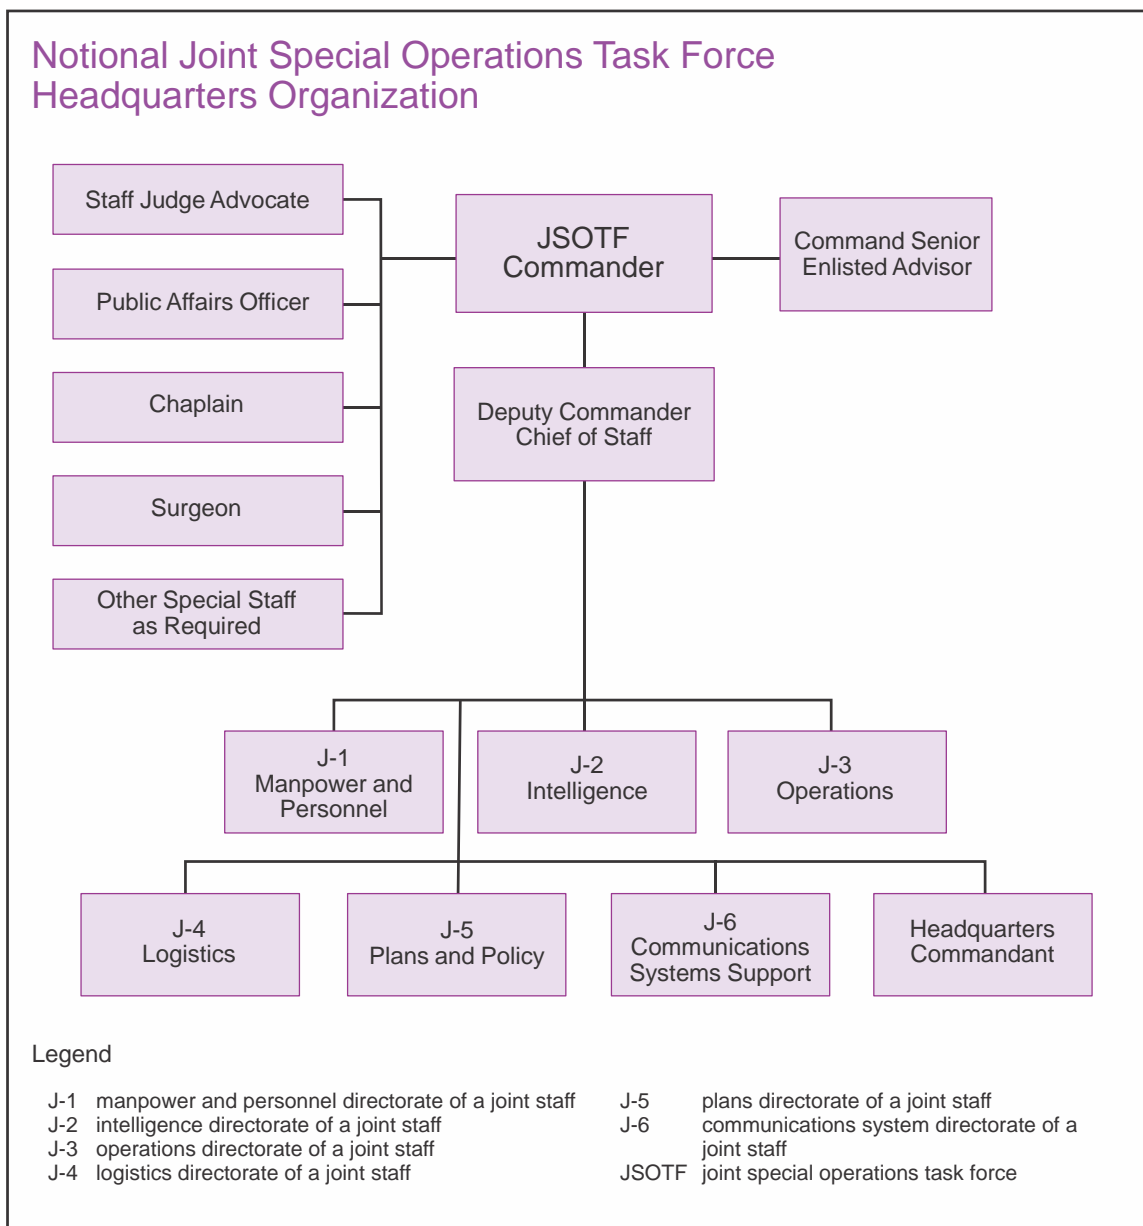 Notional Joint Special Operations Task Force
Headquarters Organization
Staff Judge Advocate
Public Affairs Officer
Chaplain
Surgeon
Other Special Staff
as Required
JSOTF
Commander
Command Senior
Enlisted Advisor
Deputy Commander
Chief of Staff
J-1
Manpower and
Personnel
J-2
Intelligence
J-3
Operations
J-4
Logistics
J-5
Plans and Policy
J-6
Communications
Systems Support
Headquarters
Commandant
Legend
J-1 manpower and personnel directorate of a joint staff
J-2 intelligence directorate of a joint staff
J-3 operations directorate of a joint staff
J-4 logistics directorate of a joint staff
J-5 plans directorate of a joint staff
J-6 communications system directorate of a
joint staff
JSOTF joint special operations task force